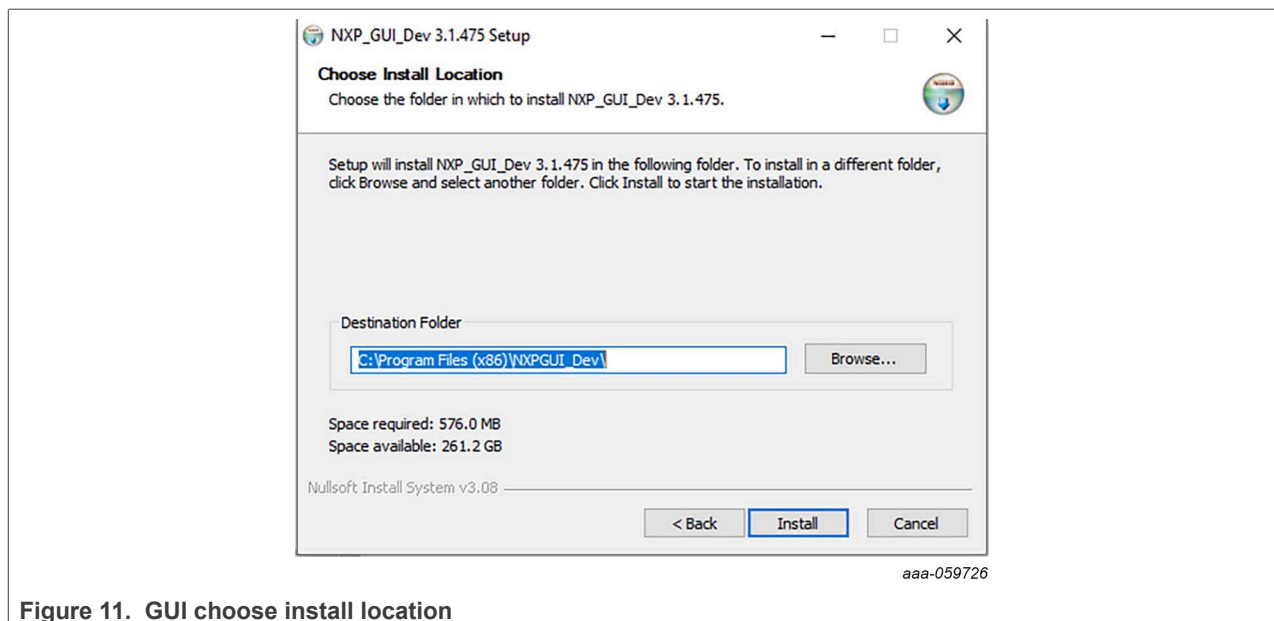 NXP_GUI_Dev 3.1.475 Setup
Choose Install Location
Choose the folder in which to install NXP_GUI_Dev 3.1.475.
Setup will install NXP_GUI_Dev 3.1.475 in the following folder. To install in a different folder,
click Browse and select another folder. Click Install to start the installation.
Destination Folder
C:\Program Files (x86)\NXPGUI_Dev\
Browse...
Space required: 576.0 MB
Space available: 261.2 GB
Nullsoft Install System v3.08
< Back
Install
Cancel
aaa-059726
Figure 11. GUI choose install location